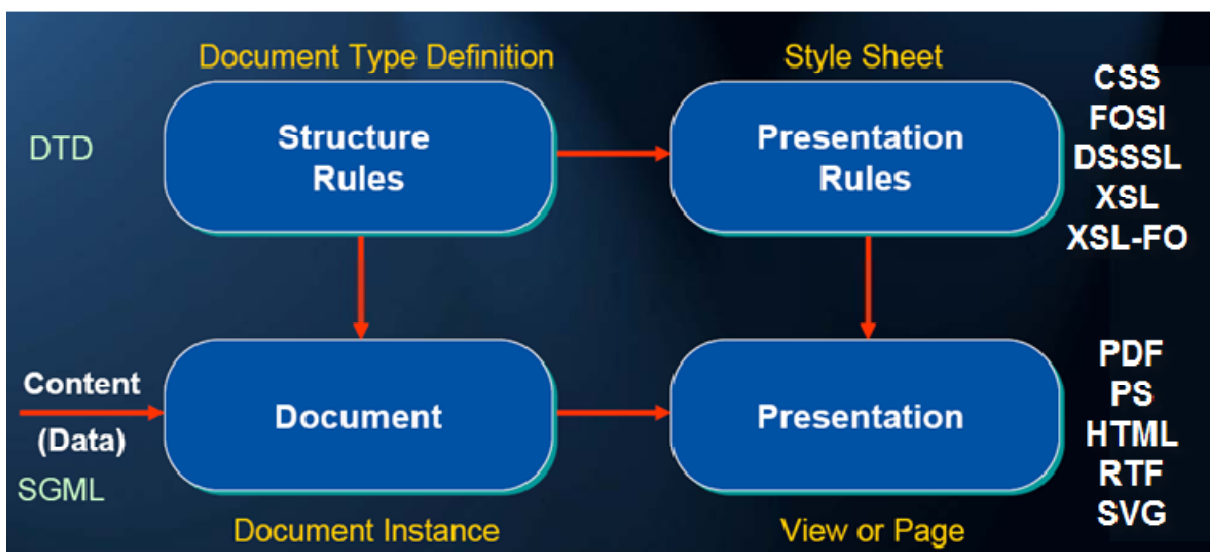 Document Type Definition
Style Sheet
DTD
Structure
Rules
Presentation
Rules
CSS
FOSI
DSSSL
XSL
XSL-FO
Content
(Data)
SGML
Document
Presentation
PDF
PS
HTML
RTF
SVG
Document Instance
View or Page